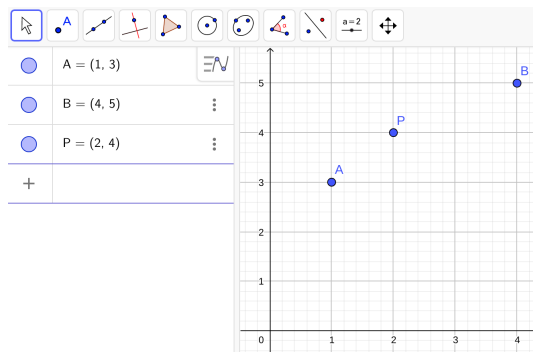 A
α
a=2
A = (1, 3)
B = (4, 5)
P = (2, 4)
5
B
4
P
3
A
2
1
0 1 2 3 4